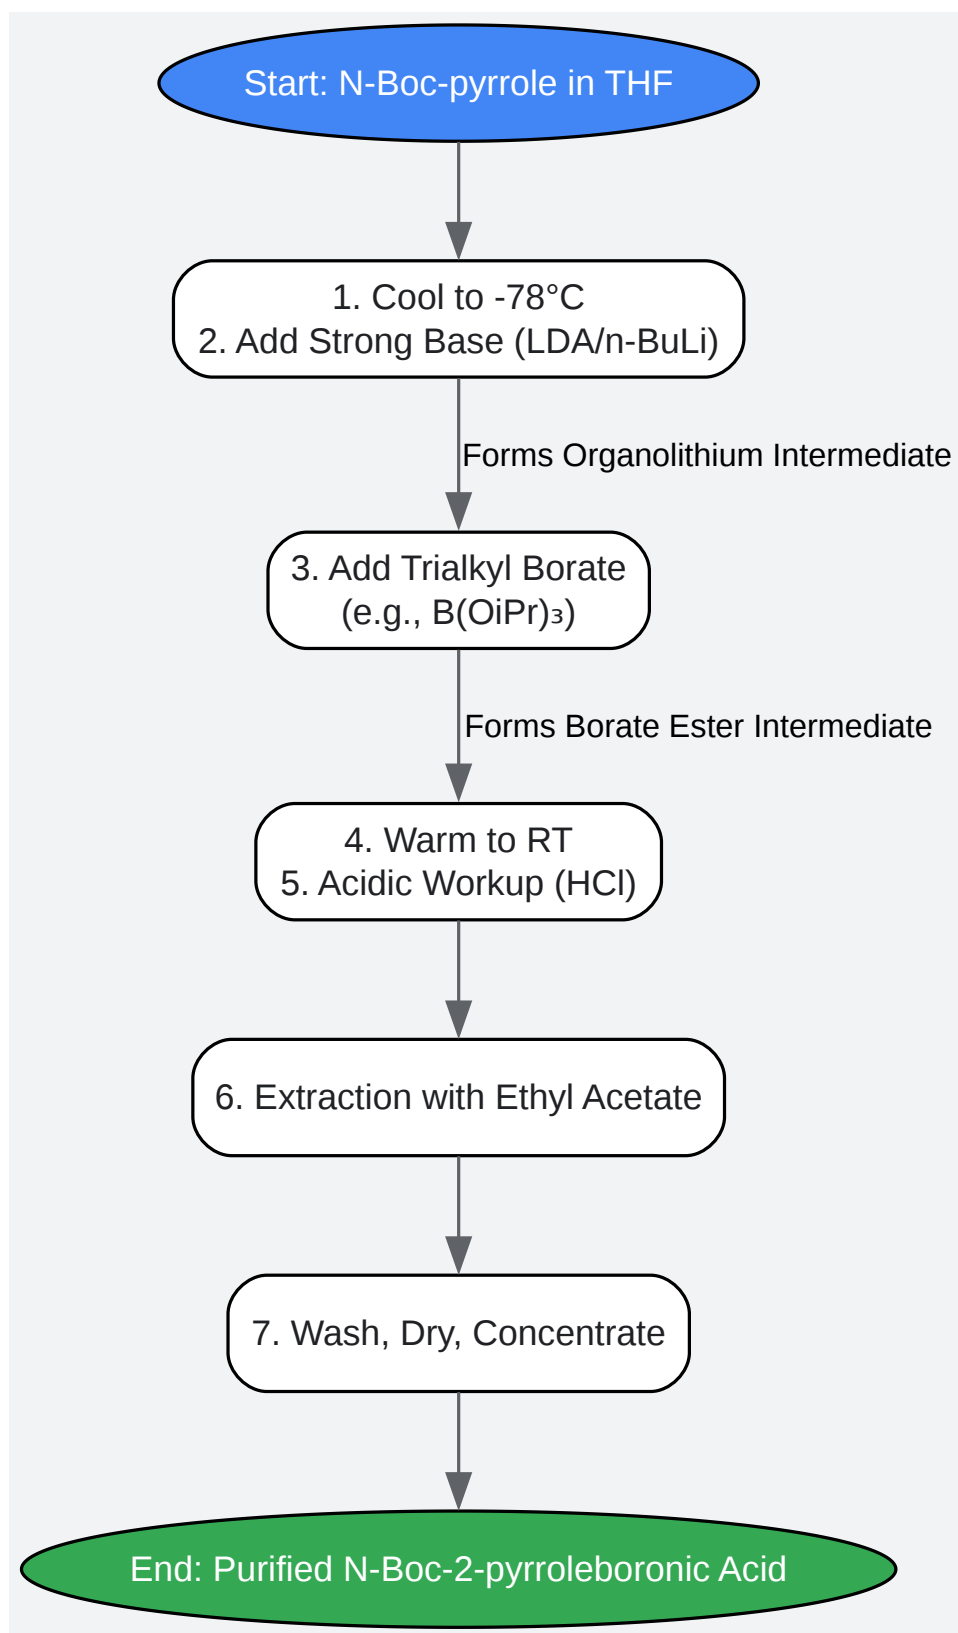 Start: N-Boc-pyrrole in THF
1. Cool to -78°C
2. Add Strong Base (LDA/n-BuLi)
Forms Organolithium Intermediate
3. Add Trialkyl Borate
(e.g., B(OiPr)₃)
Forms Borate Ester Intermediate
4. Warm to RT
5. Acidic Workup (HCl)
6. Extraction with Ethyl Acetate
7. Wash, Dry, Concentrate
End: Purified N-Boc-2-pyrroleboronic Acid